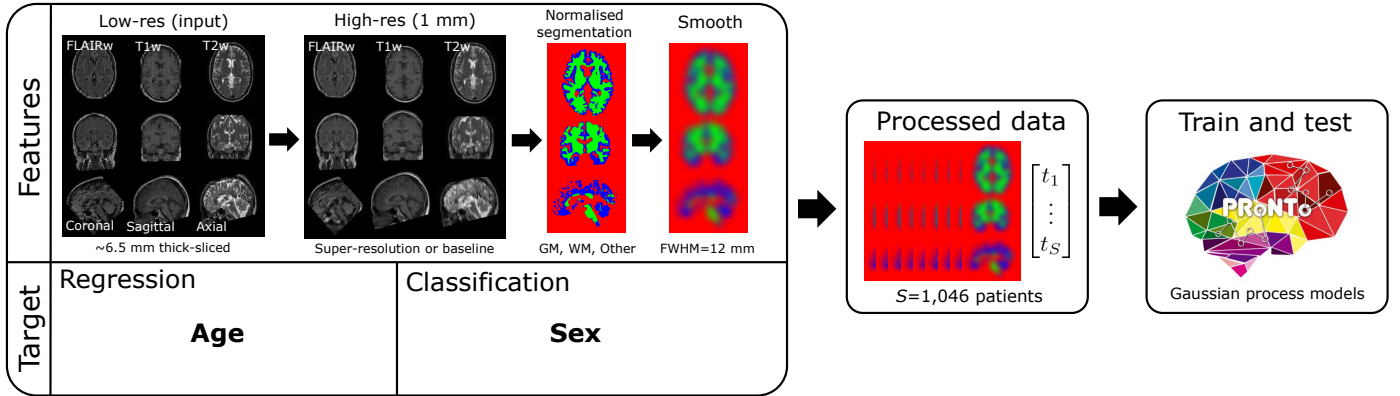 Features
Low-res (input)
FLAIRw T1w T2w
Coronal Sagittal Axial
~6.5 mm thick-sliced
High-res (1 mm)
FLAIRw T1w T2w
Super-resolution or baseline
Normalised
segmentation
GM, WM, Other
Smooth
FWHM=12 mm
Target
Regression
Age
Classification
Sex
Processed data
t1
⋮
tS
S=1,046 patients
Train and test
PRoNTo
Gaussian process models